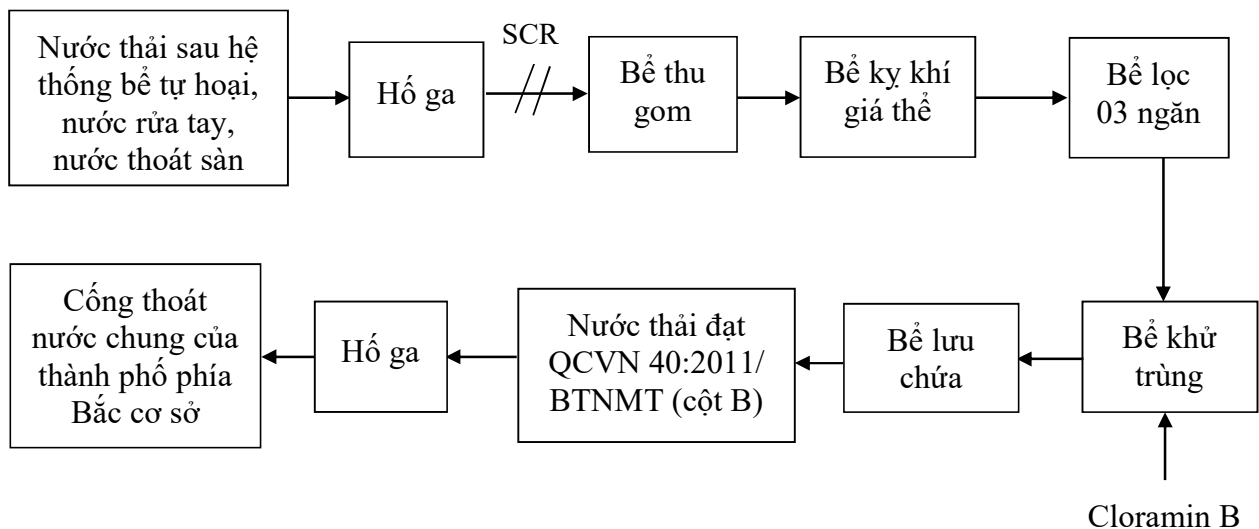 Nước thải sau hệ
thống bể tự hoại,
nước rửa tay,
nước thoát sàn
Hố ga
SCR
Bể thu
gom
Bể kỵ khí
giá thể
Bể lọc
03 ngăn
Bể khử
trùng
Cloramin B
Bể lưu
chứa
Nước thải đạt
QCVN 40:2011/
BTNMT (cột B)
Hố ga
Cống thoát
nước chung của
thành phố phía
Bắc cơ sở